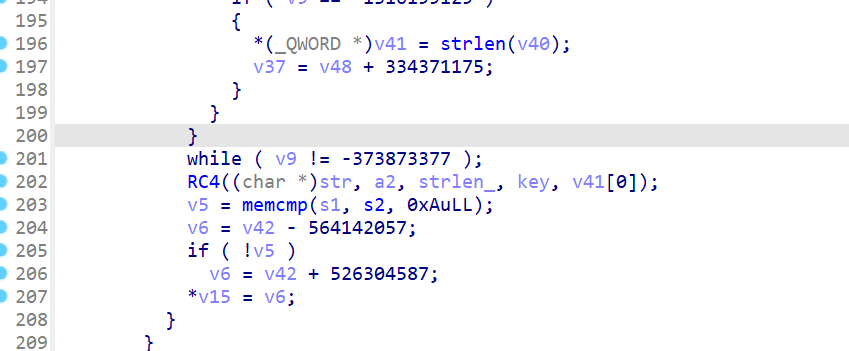 195 {
196 *(_QWORD *)v41 = strlen(v40);
197 v37 = v48 + 334371175;
198 }
199 }
200 }
201 while ( v9 != -373873377 );
202 RC4((char *)str, a2, strlen_, key, v41[0]);
203 v5 = memcmp(s1, s2, 0xAuLL);
204 v6 = v42 - 564142057;
205 if ( !v5 )
206 v6 = v42 + 526304587;
207 *v15 = v6;
208 }
209 }